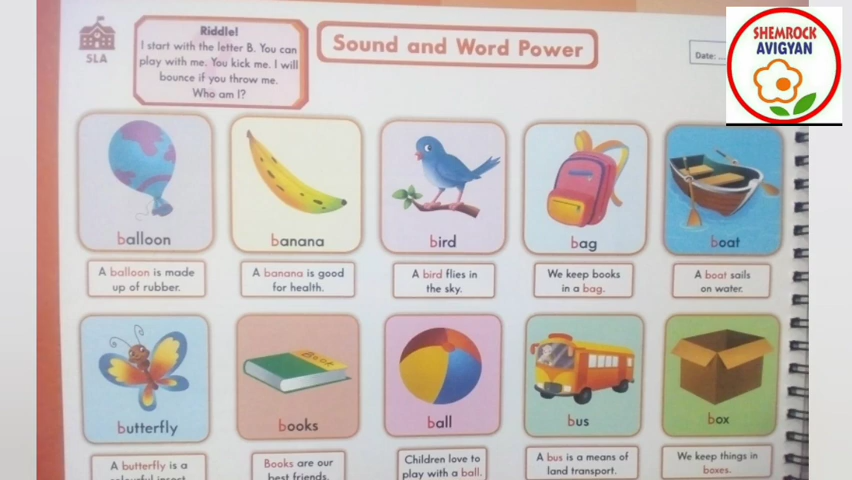 SHEMROCK
AVIGYAN
SLA
Riddle!
I start with the letter B. You can
play with me. You kick me. I will
bounce if you throw me.
Who am I?
Sound and Word Power
Date: ...
balloon
banana
bird
bag
boat
A balloon is made
up of rubber.
A banana is good
for health.
A bird flies in
the sky.
We keep books
in a bag.
A boat sails
on water.
Book
butterfly
books
ball
bus
box
A butterfly is a
colourful insect.
Books are our
best friends.
Children love to
play with a ball.
A bus is a means of
land transport.
We keep things in
boxes.